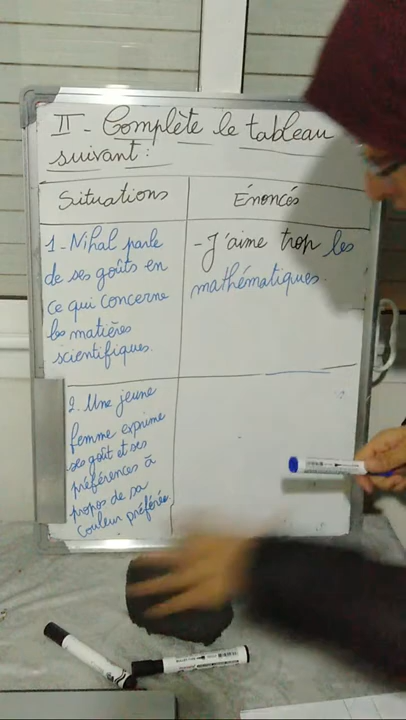 II - Complète le tableau
suivant :
Situations
Énoncés
1 - Nihal parle
de ses goûts en
ce qui concerne
les matières
scientifiques.
- J'aime trop les
mathématiques.
2. Une jeune
femme exprime
ses goût et ses
préférences à
propos de sa
couleur préférée.